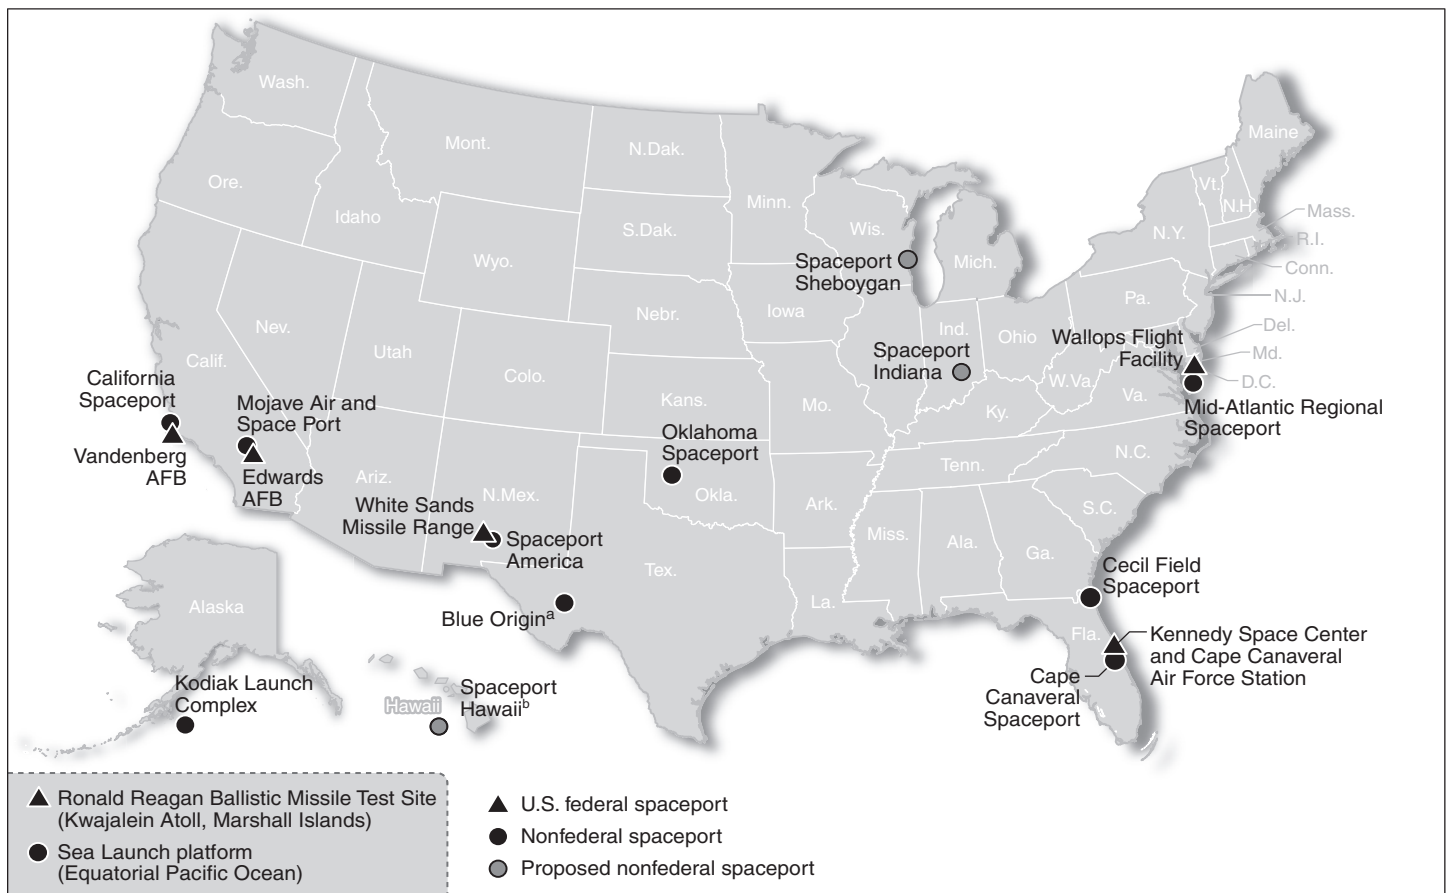 Wash.
Mont.
N.Dak.
Minn.
Maine
Ore.
Idaho
S.Dak.
Wis.
Vt.
N.H.
N.Y.
Mass.
R.I.
Conn.
N.J.
Del.
Md.
D.C.
Wyo.
Mich.
Spaceport
Sheboygan
Nev.
Utah
Nebr.
Iowa
Ind.
Ohio
Pa.
Calif.
Colo.
Kans.
Mo.
Spaceport
Indiana
W.Va.
Va.
Ky.
Wallops Flight
Facility
Mid-Atlantic Regional
Spaceport
California
Spaceport
Mojave Air and
Space Port
Vandenberg
AFB
Edwards
AFB
Ariz.
N.Mex.
White Sands
Missile Range
Spaceport
America
Oklahoma
Spaceport
Okla.
Ark.
Tenn.
N.C.
S.C.
Miss.
Ala.
Ga.
Tex.
La.
Blue Originᵃ
Cecil Field
Spaceport
Fla.
Kennedy Space Center
and Cape Canaveral
Air Force Station
Cape
Canaveral
Spaceport
Alaska
Kodiak Launch
Complex
Hawaii
Spaceport
Hawaiiᵇ
Ronald Reagan Ballistic Missile Test Site
(Kwajalein Atoll, Marshall Islands)
Sea Launch platform
(Equatorial Pacific Ocean)
U.S. federal spaceport
Nonfederal spaceport
Proposed nonfederal spaceport